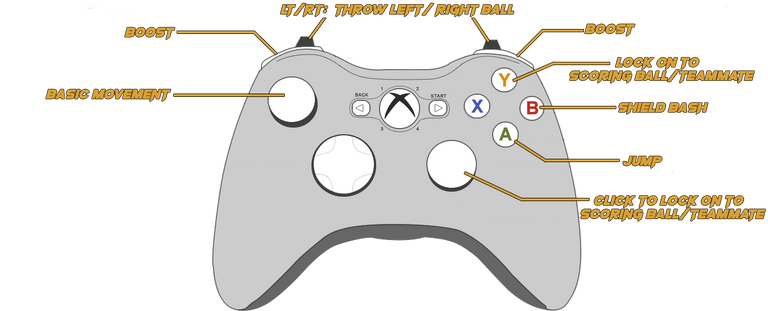 LT/RT: THROW LEFT/ RIGHT BALL
BOOST
BOOST
LOCK ON TO
SCORING BALL/TEAMMATE
BASIC MOVEMENT
1
2
BACK
START
3
4
Y
X
B
A
SHIELD BASH
JUMP
CLICK TO LOCK ON TO
SCORING BALL/TEAMMATE